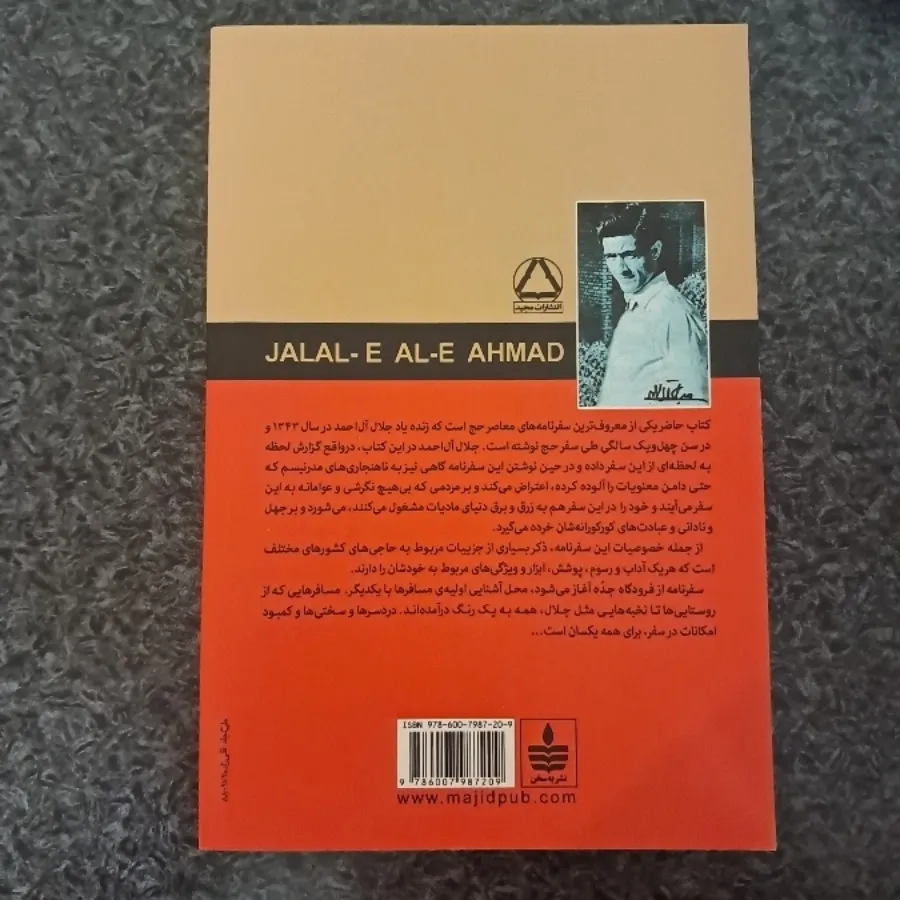 انتشارات مجید
JALAL- E AL-E AHMAD
کتاب حاضر یکی از معروف‌ترین سفرنامه‌های معاصر حج است که زنده یاد جلال آل‌احمد در سال ۱۳۴۳ و
در سن چهل‌ویک سالگی طی سفر حج نوشته است. جلال آل‌احمد در این کتاب، درواقع گزارش لحظه
به لحظه‌ای از این سفر داده و در حین نوشتن این سفرنامه گاهی نیز به ناهنجاری‌های مدرنیسم که
حتی دامن معنویات را آلوده کرده، اعتراض می‌کند و بر مردمی که بی‌هیچ نگرشی و عوامانه به این
سفر می‌آیند و خود را در این سفر هم به زرق و برق دنیای مادیات مشغول می‌کنند، می‌شورد و بر جهل
و نادانی و عبادت‌های کورکورانه‌شان خرده می‌گیرد.
از جمله خصوصیات این سفرنامه، ذکر بسیاری از جزییات مربوط به حاجی‌های کشورهای مختلف
است که هریک آداب و رسوم، پوشش، ابزار و ویژگی‌های مربوط به خودشان را دارند.
سفرنامه از فرودگاه جدّه آغاز می‌شود، محل آشنایی اولیه‌ی مسافرها با یکدیگر. مسافرهایی که از
روستایی‌ها تا نخبه‌هایی مثل جلال، همه به یک رنگ درآمده‌اند. دردسرها و سختی‌ها و کمبود
امکانات در سفر، برای همه یکسان است...
ISBN 978-600-7987-20-9
9 786007 987209
نشر به‌سخن
www.majidpub.com